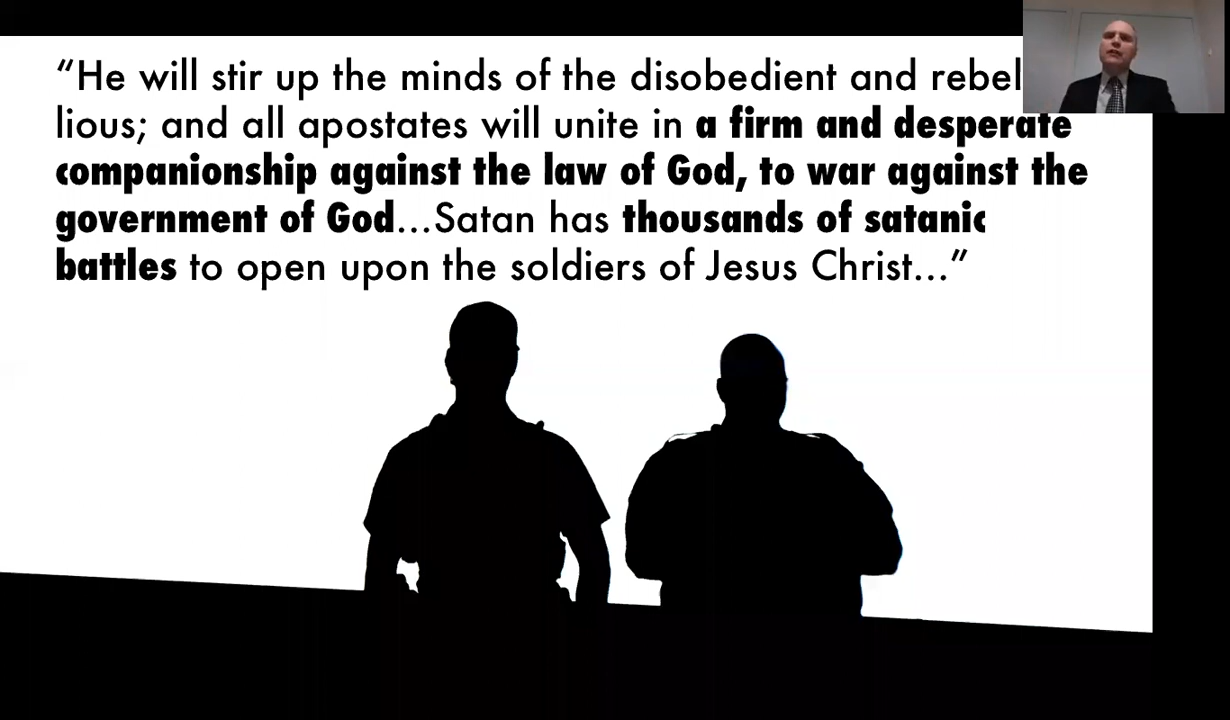 “He will stir up the minds of the disobedient and rebel
lious; and all apostates will unite in a firm and desperate
companionship against the law of God, to war against the
government of God…Satan has thousands of satanic
battles to open upon the soldiers of Jesus Christ…”